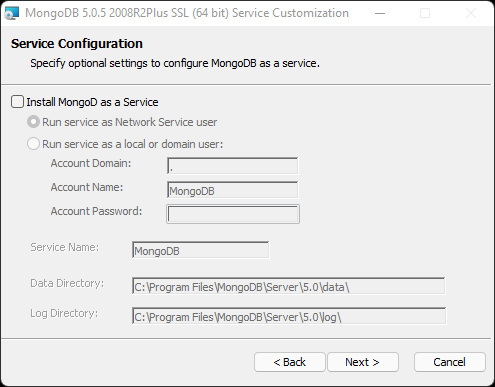 MongoDB 5.0.5 2008R2Plus SSL (64 bit) Service Customization
Service Configuration
Specify optional settings to configure MongoDB as a service.
Install MongoD as a Service
Run service as Network Service user
Run service as a local or domain user:
Account Domain: .
Account Name: MongoDB
Account Password:
Service Name: MongoDB
Data Directory: C:\Program Files\MongoDB\Server\5.0\data\
Log Directory: C:\Program Files\MongoDB\Server\5.0\log\
< Back Next > Cancel